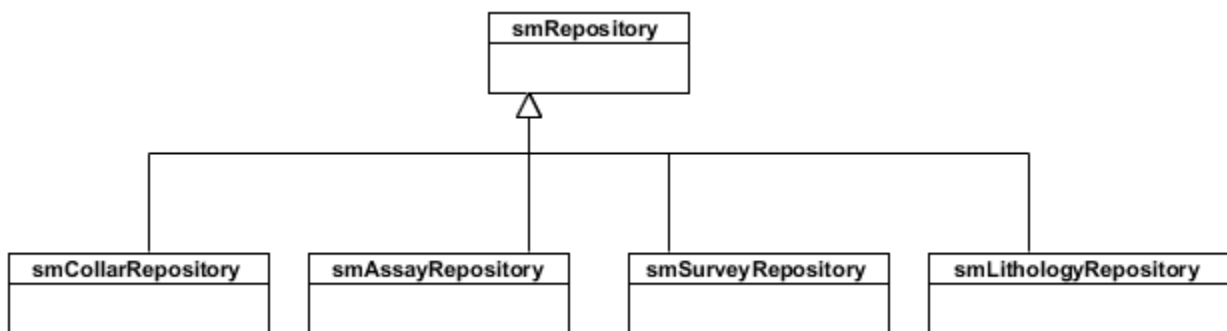 smRepository
smCollarRepository
smAssayRepository
smSurveyRepository
smLithologyRepository